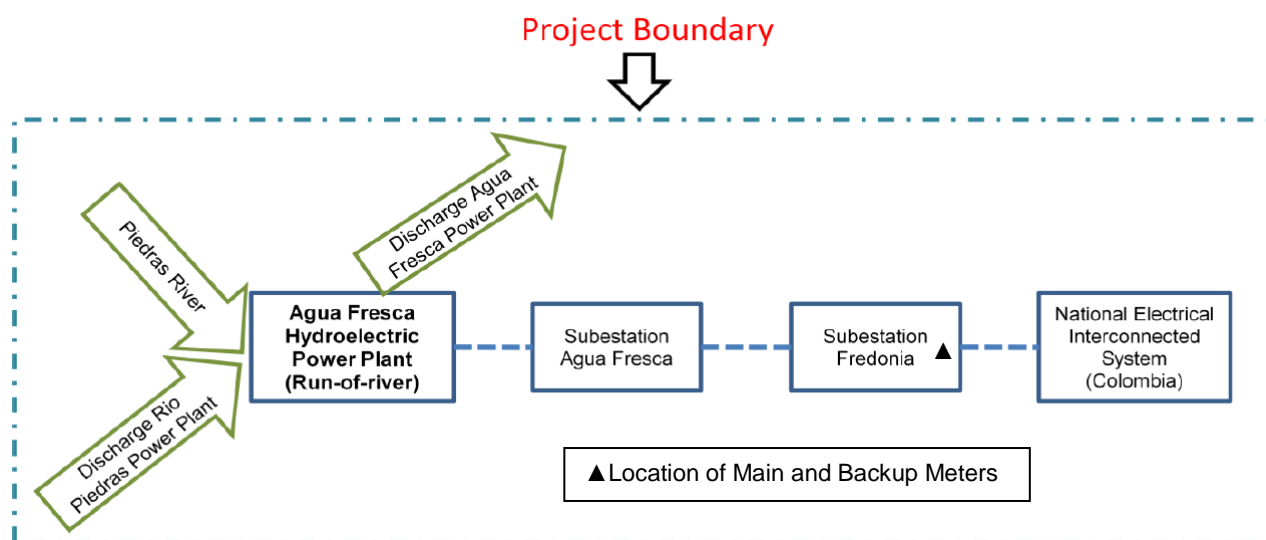 Project Boundary
Discharge Agua
Fresca Power Plant
Piedras River
Agua Fresca
Hydroelectric
Power Plant
(Run-of-river)
Subestation
Agua Fresca
Subestation
Fredonia ▲
National Electrical
Interconnected
System
(Colombia)
Discharge Rio
Piedras Power Plant
▲Location of Main and Backup Meters